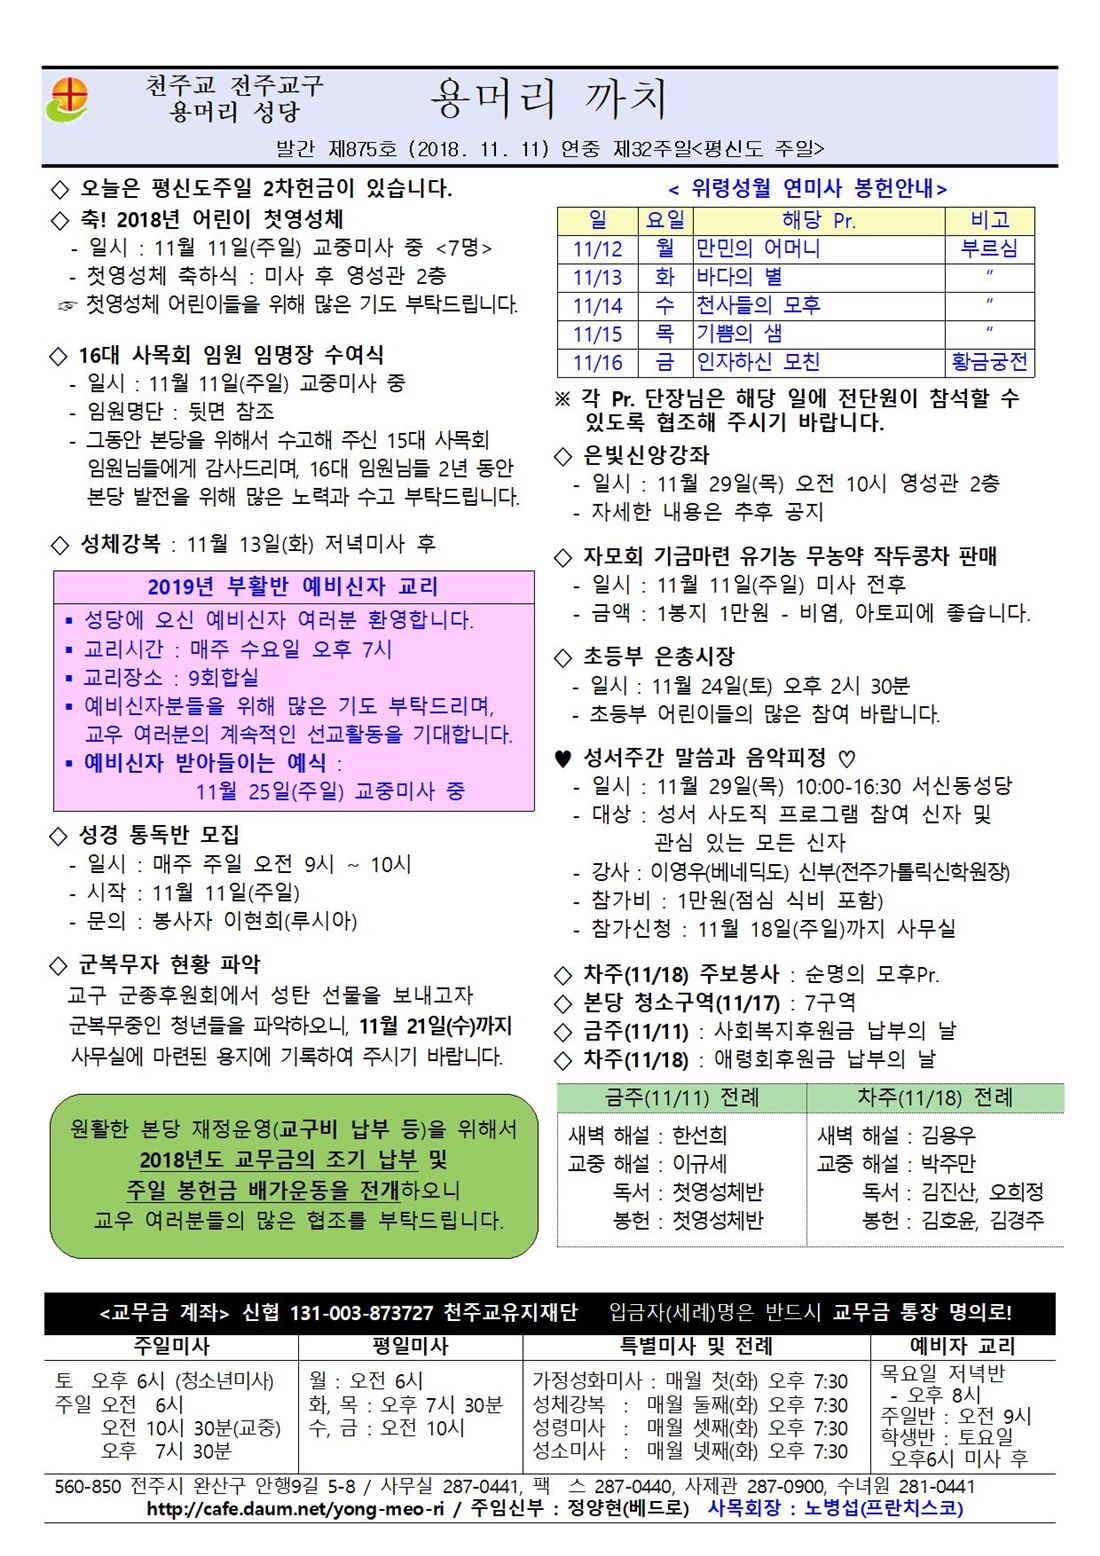 천주교 전주교구
용머리 성당
용머리 까치
발간 제875호 (2018. 11. 11) 연중 제32주일<평신도 주일>
◇ 오늘은 평신도주일 2차헌금이 있습니다.
◇ 축! 2018년 어린이 첫영성체
- 일시 : 11월 11일(주일) 교중미사 중 <7명>
- 첫영성체 축하식 : 미사 후 영성관 2층
☞ 첫영성체 어린이들을 위해 많은 기도 부탁드립니다.
◇ 16대 사목회 임원 임명장 수여식
- 일시 : 11월 11일(주일) 교중미사 중
- 임원명단 : 뒷면 참조
- 그동안 본당을 위해서 수고해 주신 15대 사목회
임원님들에게 감사드리며, 16대 임원님들 2년 동안
본당 발전을 위해 많은 노력과 수고 부탁드립니다.
◇ 성체강복 : 11월 13일(화) 저녁미사 후
2019년 부활반 예비신자 교리
▪ 성당에 오신 예비신자 여러분 환영합니다.
▪ 교리시간 : 매주 수요일 오후 7시
▪ 교리장소 : 9회합실
▪ 예비신자분들을 위해 많은 기도 부탁드리며,
교우 여러분의 계속적인 선교활동을 기대합니다.
▪ 예비신자 받아들이는 예식 :
11월 25일(주일) 교중미사 중
◇ 성경 통독반 모집
- 일시 : 매주 주일 오전 9시 ~ 10시
- 시작 : 11월 11일(주일)
- 문의 : 봉사자 이현희(루시아)
◇ 군복무자 현황 파악
교구 군종후원회에서 성탄 선물을 보내고자
군복무중인 청년들을 파악하오니, 11월 21일(수)까지
사무실에 마련된 용지에 기록하여 주시기 바랍니다.
원활한 본당 재정운영(교구비 납부 등)을 위해서
2018년도 교무금의 조기 납부 및
주일 봉헌금 배가운동을 전개하오니
교우 여러분들의 많은 협조를 부탁드립니다.
< 위령성월 연미사 봉헌안내>
일 요일 해당 Pr. 비고
11/12 월 만민의 어머니 부르심
11/13 화 바다의 별 "
11/14 수 천사들의 모후 "
11/15 목 기쁨의 샘 "
11/16 금 인자하신 모친 황금궁전
※ 각 Pr. 단장님은 해당 일에 전단원이 참석할 수
있도록 협조해 주시기 바랍니다.
◇ 은빛신앙강좌
- 일시 : 11월 29일(목) 오전 10시 영성관 2층
- 자세한 내용은 추후 공지
◇ 자모회 기금마련 유기농 무농약 작두콩차 판매
- 일시 : 11월 11일(주일) 미사 전후
- 금액 : 1봉지 1만원 - 비염, 아토피에 좋습니다.
◇ 초등부 은총시장
- 일시 : 11월 24일(토) 오후 2시 30분
- 초등부 어린이들의 많은 참여 바랍니다.
♥ 성서주간 말씀과 음악피정 ♡
- 일시 : 11월 29일(목) 10:00-16:30 서신동성당
- 대상 : 성서 사도직 프로그램 참여 신자 및
관심 있는 모든 신자
- 강사 : 이영우(베네딕도) 신부(전주가톨릭신학원장)
- 참가비 : 1만원(점심 식비 포함)
- 참가신청 : 11월 18일(주일)까지 사무실
◇ 차주(11/18) 주보봉사 : 순명의 모후Pr.
◇ 본당 청소구역(11/17) : 7구역
◇ 금주(11/11) : 사회복지후원금 납부의 날
◇ 차주(11/18) : 애령회후원금 납부의 날
금주(11/11) 전례 차주(11/18) 전례
새벽 해설 : 한선희 새벽 해설 : 김용우
교중 해설 : 이규세 교중 해설 : 박주만
독서 : 첫영성체반 독서 : 김진산, 오희정
봉헌 : 첫영성체반 봉헌 : 김호윤, 김경주
<교무금 계좌> 신협 131-003-873727 천주교유지재단 입금자(세례)명은 반드시 교무금 통장 명의로!
주일미사 평일미사 특별미사 및 전례 예비자 교리
토 오후 6시 (청소년미사)
주일 오전 6시
오전 10시 30분(교중)
오후 7시 30분
월 : 오전 6시
화, 목 : 오후 7시 30분
수, 금 : 오전 10시
가정성화미사 : 매월 첫(화) 오후 7:30
성체강복 : 매월 둘째(화) 오후 7:30
성령미사 : 매월 셋째(화) 오후 7:30
성소미사 : 매월 넷째(화) 오후 7:30
목요일 저녁반
- 오후 8시
주일반 : 오전 9시
학생반 : 토요일
오후6시 미사 후
560-850 전주시 완산구 안행9길 5-8 / 사무실 287-0441, 팩 스 287-0440, 사제관 287-0900, 수녀원 281-0441
http://cafe.daum.net/yong-meo-ri / 주임신부 : 정양현(베드로) 사목회장 : 노병섭(프란치스코)